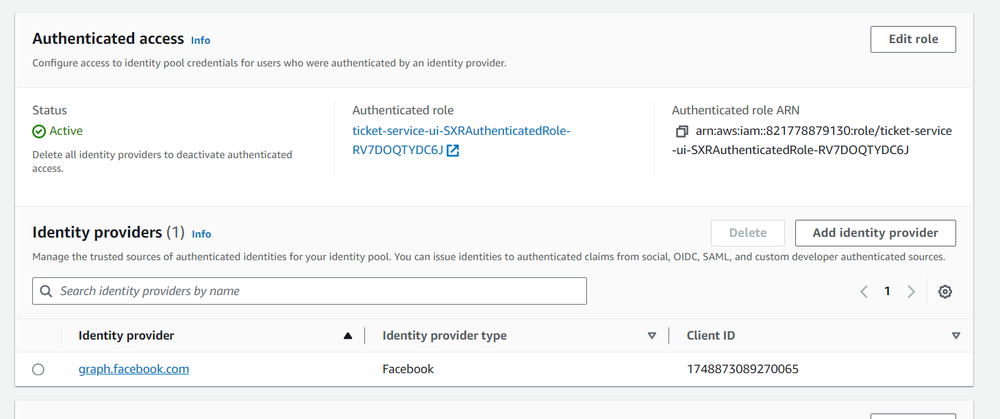 Authenticated access Info
Edit role
Configure access to identity pool credentials for users who were authenticated by an identity provider.
Status
Active
Delete all identity providers to deactivate authenticated
access.
Authenticated role
ticket-service-ui-SXRAuthenticatedRole-
RV7DOQTYDC6J
Authenticated role ARN
arn:aws:iam::821778879130:role/ticket-service
-ui-SXRAuthenticatedRole-RV7DOQTYDC6J
Identity providers (1) Info
Delete
Add identity provider
Manage the trusted sources of authenticated identities for your identity pool. You can issue identities to authenticated claims from social, OIDC, SAML, and custom developer authenticated sources.
Search identity providers by name
1
Identity provider
Identity provider type
Client ID
graph.facebook.com
Facebook
1748873089270065